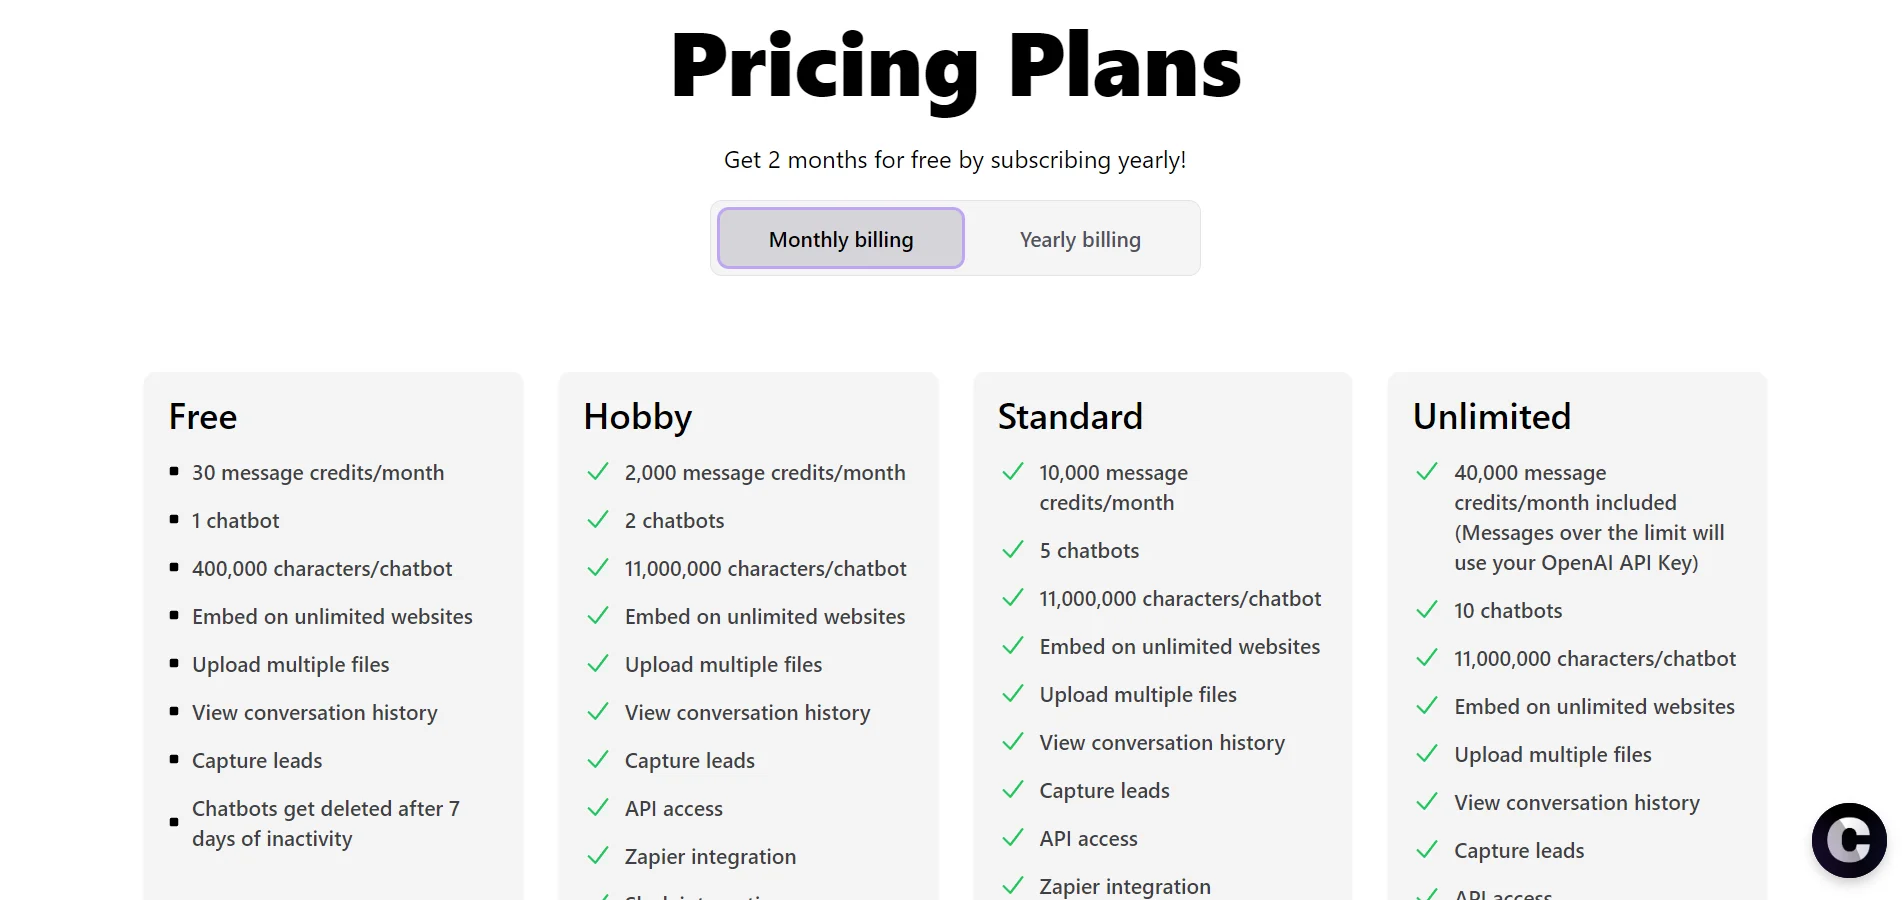 Pricing Plans
Get 2 months for free by subscribing yearly!
Monthly billing
Yearly billing
Free
30 message credits/month
1 chatbot
400,000 characters/chatbot
Embed on unlimited websites
Upload multiple files
View conversation history
Capture leads
Chatbots get deleted after 7
days of inactivity
Hobby
2,000 message credits/month
2 chatbots
11,000,000 characters/chatbot
Embed on unlimited websites
Upload multiple files
View conversation history
Capture leads
API access
Zapier integration
Standard
10,000 message
credits/month
5 chatbots
11,000,000 characters/chatbot
Embed on unlimited websites
Upload multiple files
View conversation history
Capture leads
API access
Zapier integration
Unlimited
40,000 message
credits/month included
(Messages over the limit will
use your OpenAI API Key)
10 chatbots
11,000,000 characters/chatbot
Embed on unlimited websites
Upload multiple files
View conversation history
Capture leads
API access
C